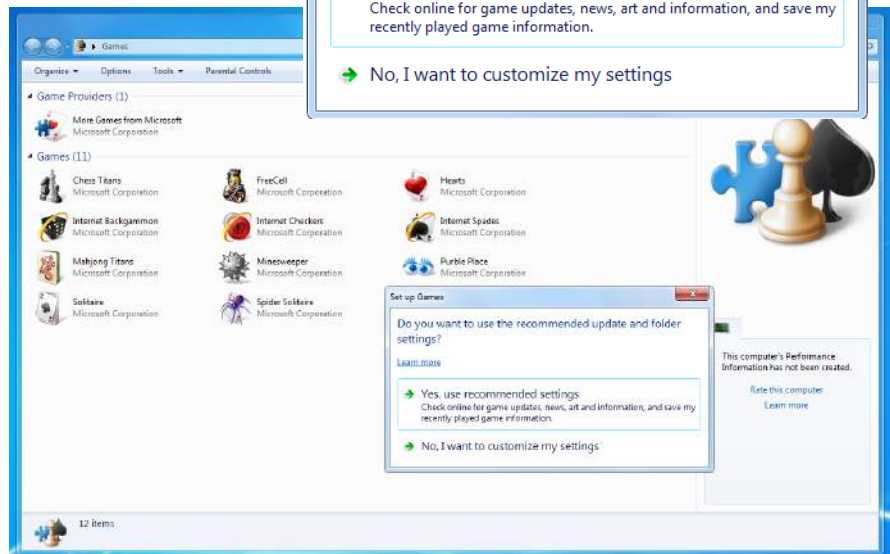 Check online for game updates, news, art and information, and save my
recently played game information.
No, I want to customize my settings
Games
Organize
Options
Tools
Parental Controls
Game Providers (1)
More Games from Microsoft
Microsoft Corporation
Games (11)
Chess Titans
Microsoft Corporation
FreeCell
Microsoft Corporation
Hearts
Microsoft Corporation
Internet Backgammon
Microsoft Corporation
Internet Checkers
Microsoft Corporation
Internet Spades
Microsoft Corporation
Mahjong Titans
Microsoft Corporation
Minesweeper
Microsoft Corporation
Purble Place
Microsoft Corporation
Solitaire
Microsoft Corporation
Spider Solitaire
Microsoft Corporation
Set up Games
Do you want to use the recommended update and folder
settings?
Learn more
Yes, use recommended settings
Check online for game updates, news, art and information, and save my
recently played game information.
No, I want to customize my settings
This computer's Performance
Information has not been created.
Rate this computer
Learn more
12 items